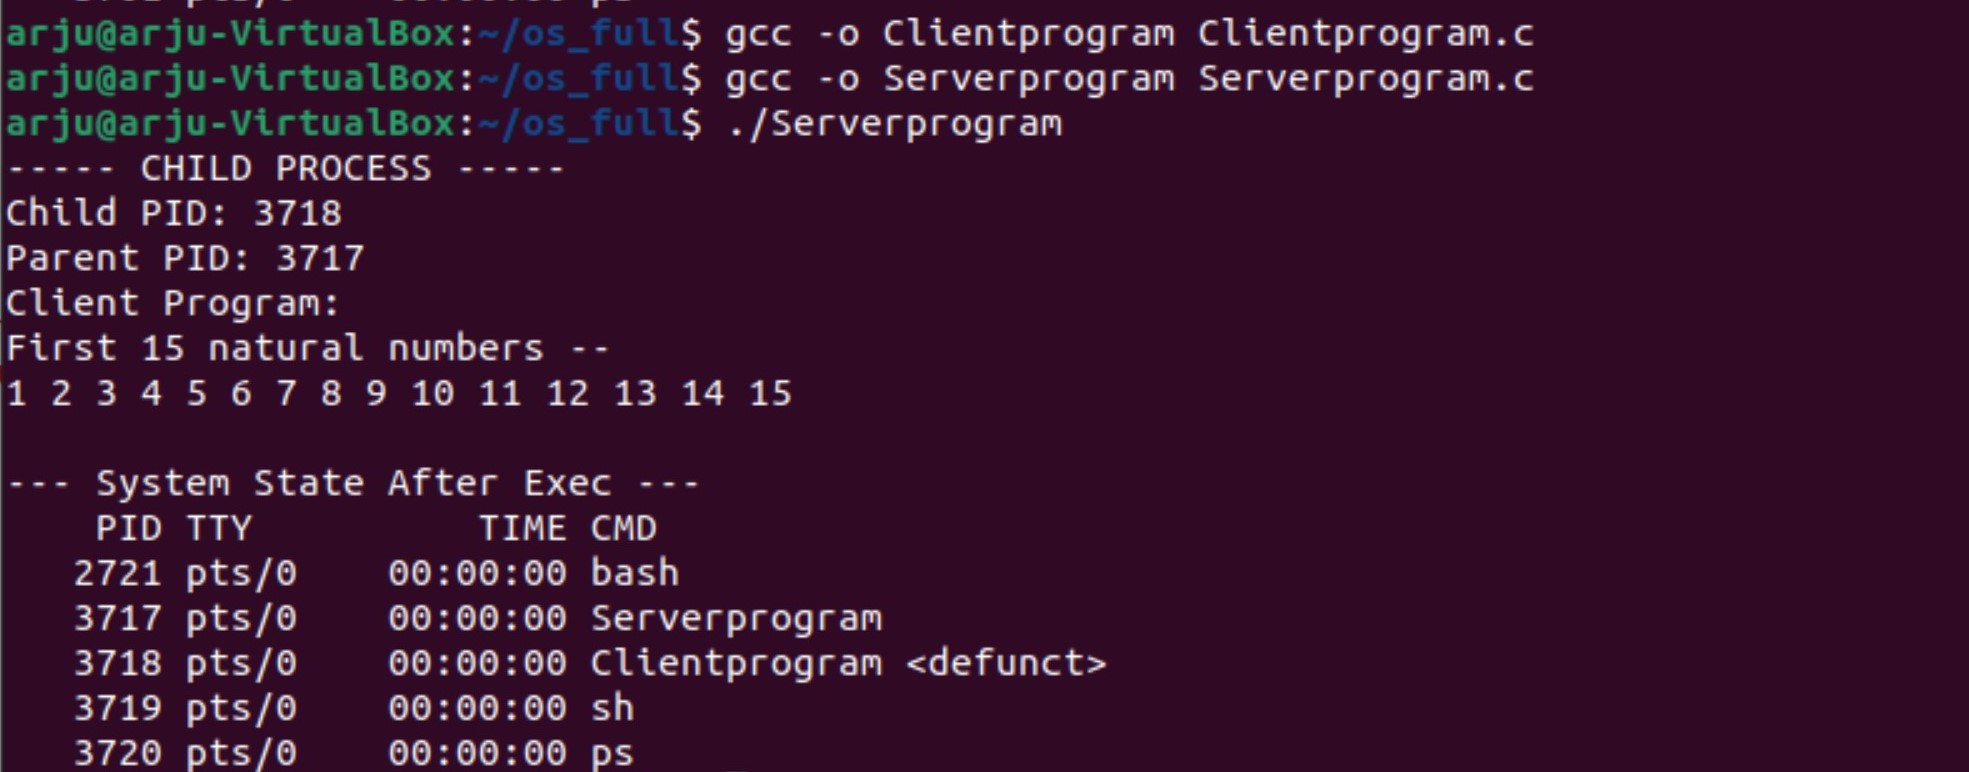 arju@arju-VirtualBox:~/os_full$ gcc -o Clientprogram Clientprogram.c
arju@arju-VirtualBox:~/os_full$ gcc -o Serverprogram Serverprogram.c
arju@arju-VirtualBox:~/os_full$ ./Serverprogram
----- CHILD PROCESS -----
Child PID: 3718
Parent PID: 3717
Client Program:
First 15 natural numbers --
1 2 3 4 5 6 7 8 9 10 11 12 13 14 15

--- System State After Exec ---
    PID TTY          TIME CMD
   2721 pts/0    00:00:00 bash
   3717 pts/0    00:00:00 Serverprogram
   3718 pts/0    00:00:00 Clientprogram <defunct>
   3719 pts/0    00:00:00 sh
   3720 pts/0    00:00:00 ps